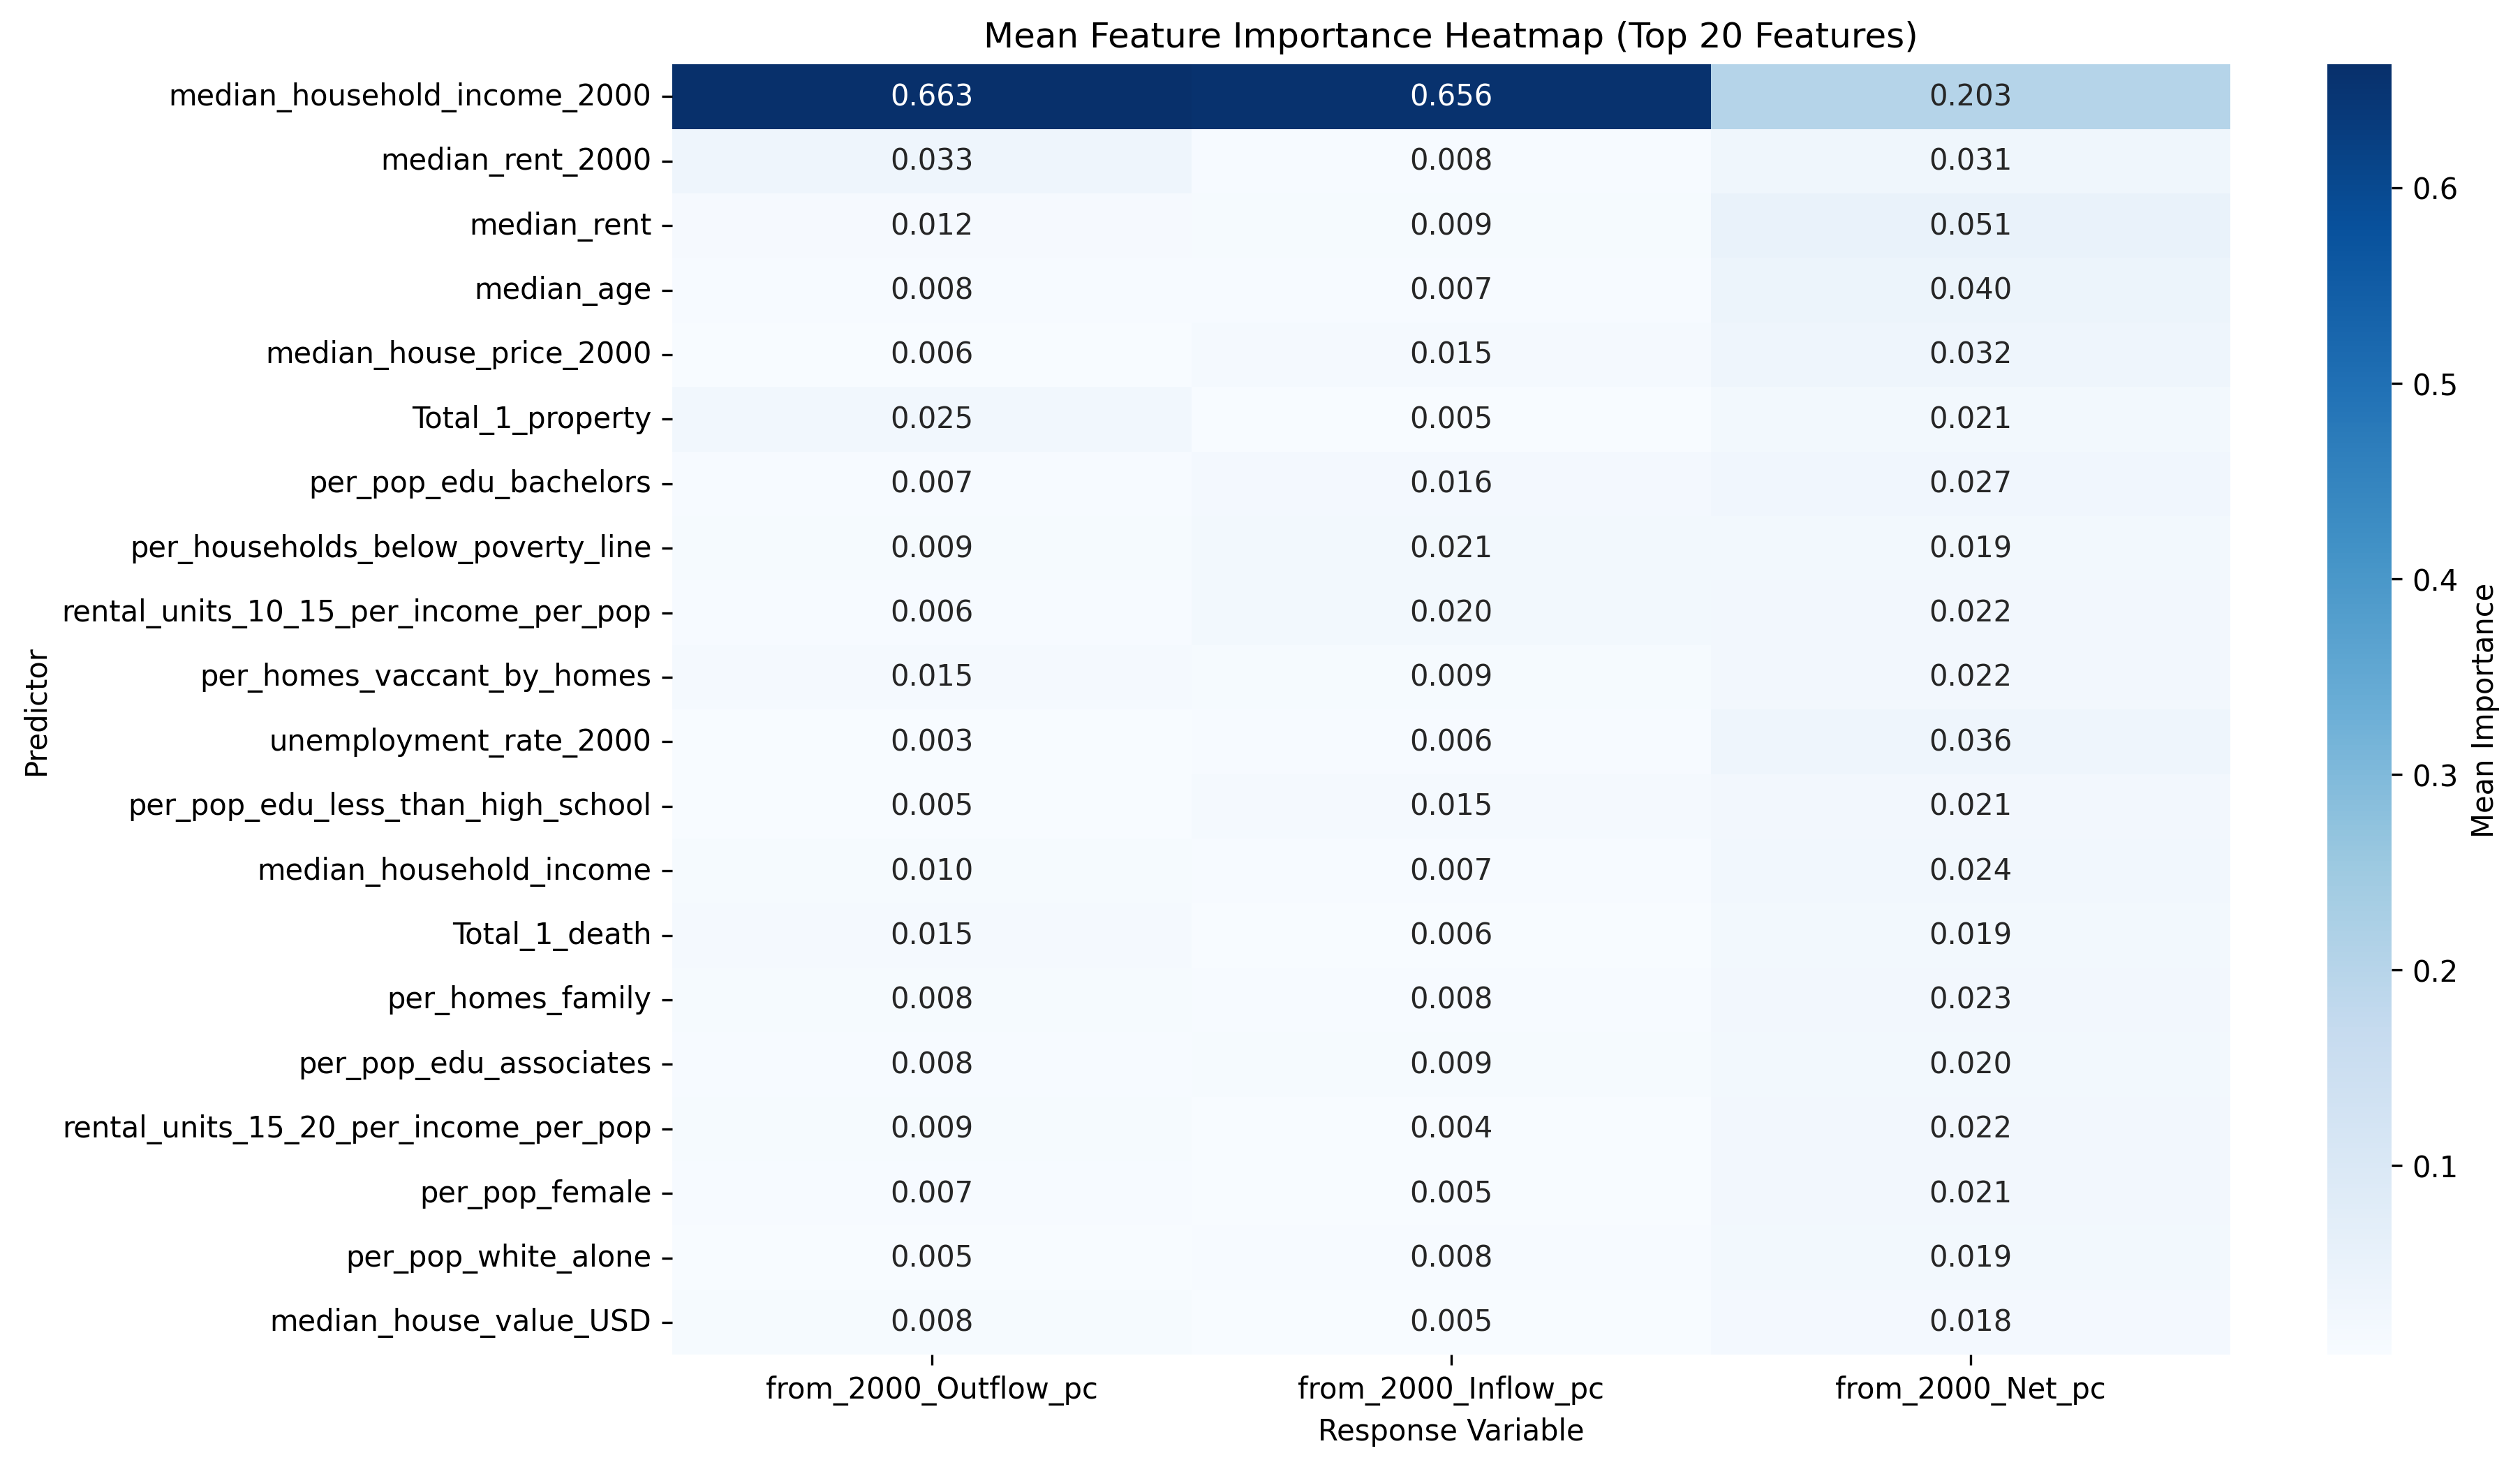 Mean Feature Importance Heatmap (Top 20 Features)
median_household_income_2000 0.663 0.656 0.203
median_rent_2000 0.033 0.008 0.031
median_rent 0.012 0.009 0.051
median_age 0.008 0.007 0.040
median_house_price_2000 0.006 0.015 0.032
Total_1_property 0.025 0.005 0.021
per_pop_edu_bachelors 0.007 0.016 0.027
per_households_below_poverty_line 0.009 0.021 0.019
rental_units_10_15_per_income_per_pop 0.006 0.020 0.022
per_homes_vaccant_by_homes 0.015 0.009 0.022
unemployment_rate_2000 0.003 0.006 0.036
per_pop_edu_less_than_high_school 0.005 0.015 0.021
median_household_income 0.010 0.007 0.024
Total_1_death 0.015 0.006 0.019
per_homes_family 0.008 0.008 0.023
per_pop_edu_associates 0.008 0.009 0.020
rental_units_15_20_per_income_per_pop 0.009 0.004 0.022
per_pop_female 0.007 0.005 0.021
per_pop_white_alone 0.005 0.008 0.019
median_house_value_USD 0.008 0.005 0.018
from_2000_Outflow_pc from_2000_Inflow_pc from_2000_Net_pc
Response Variable
Predictor
0.6
0.5
0.4
0.3
0.2
0.1
Mean Importance